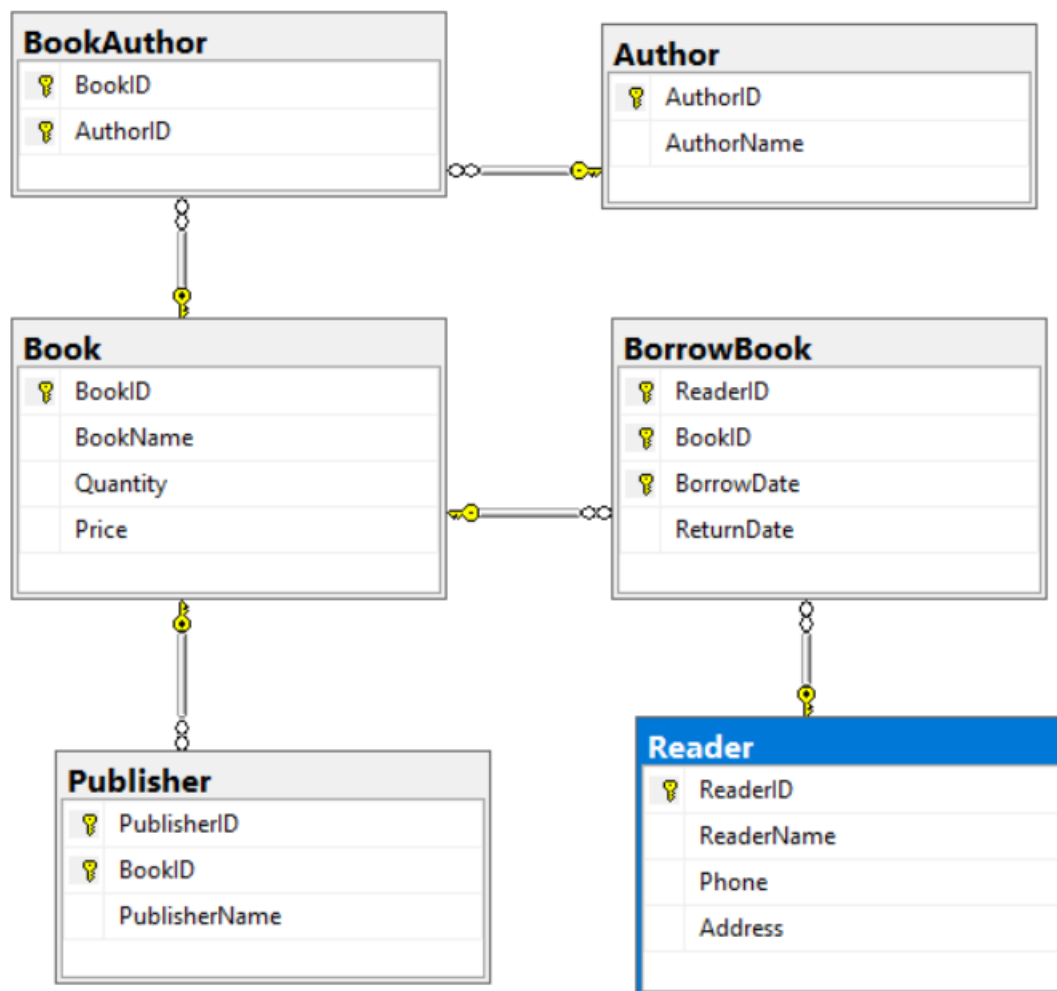 BookAuthor
BookID
AuthorID
Author
AuthorID
AuthorName
Book
BookID
BookName
Quantity
Price
BorrowBook
ReaderID
BookID
BorrowDate
ReturnDate
Publisher
PublisherID
BookID
PublisherName
Reader
ReaderID
ReaderName
Phone
Address